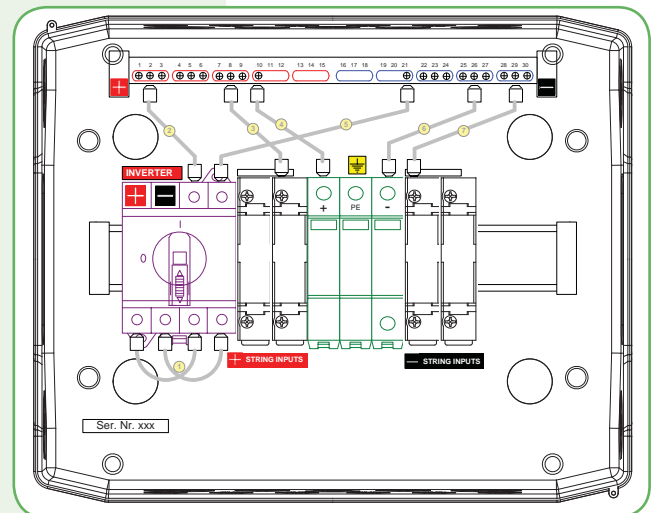 1 2 3 4 5 6 7 8 9 10 11 12 13 14 15 16 17 18 19 20 21 22 23 24 25 26 27 28 29 30
+ −
2 3 4 5 6 7
INVERTER
+ −
+ PE -
I
0
1
+ STRING INPUTS
− STRING INPUTS
Ser. Nr. xxx